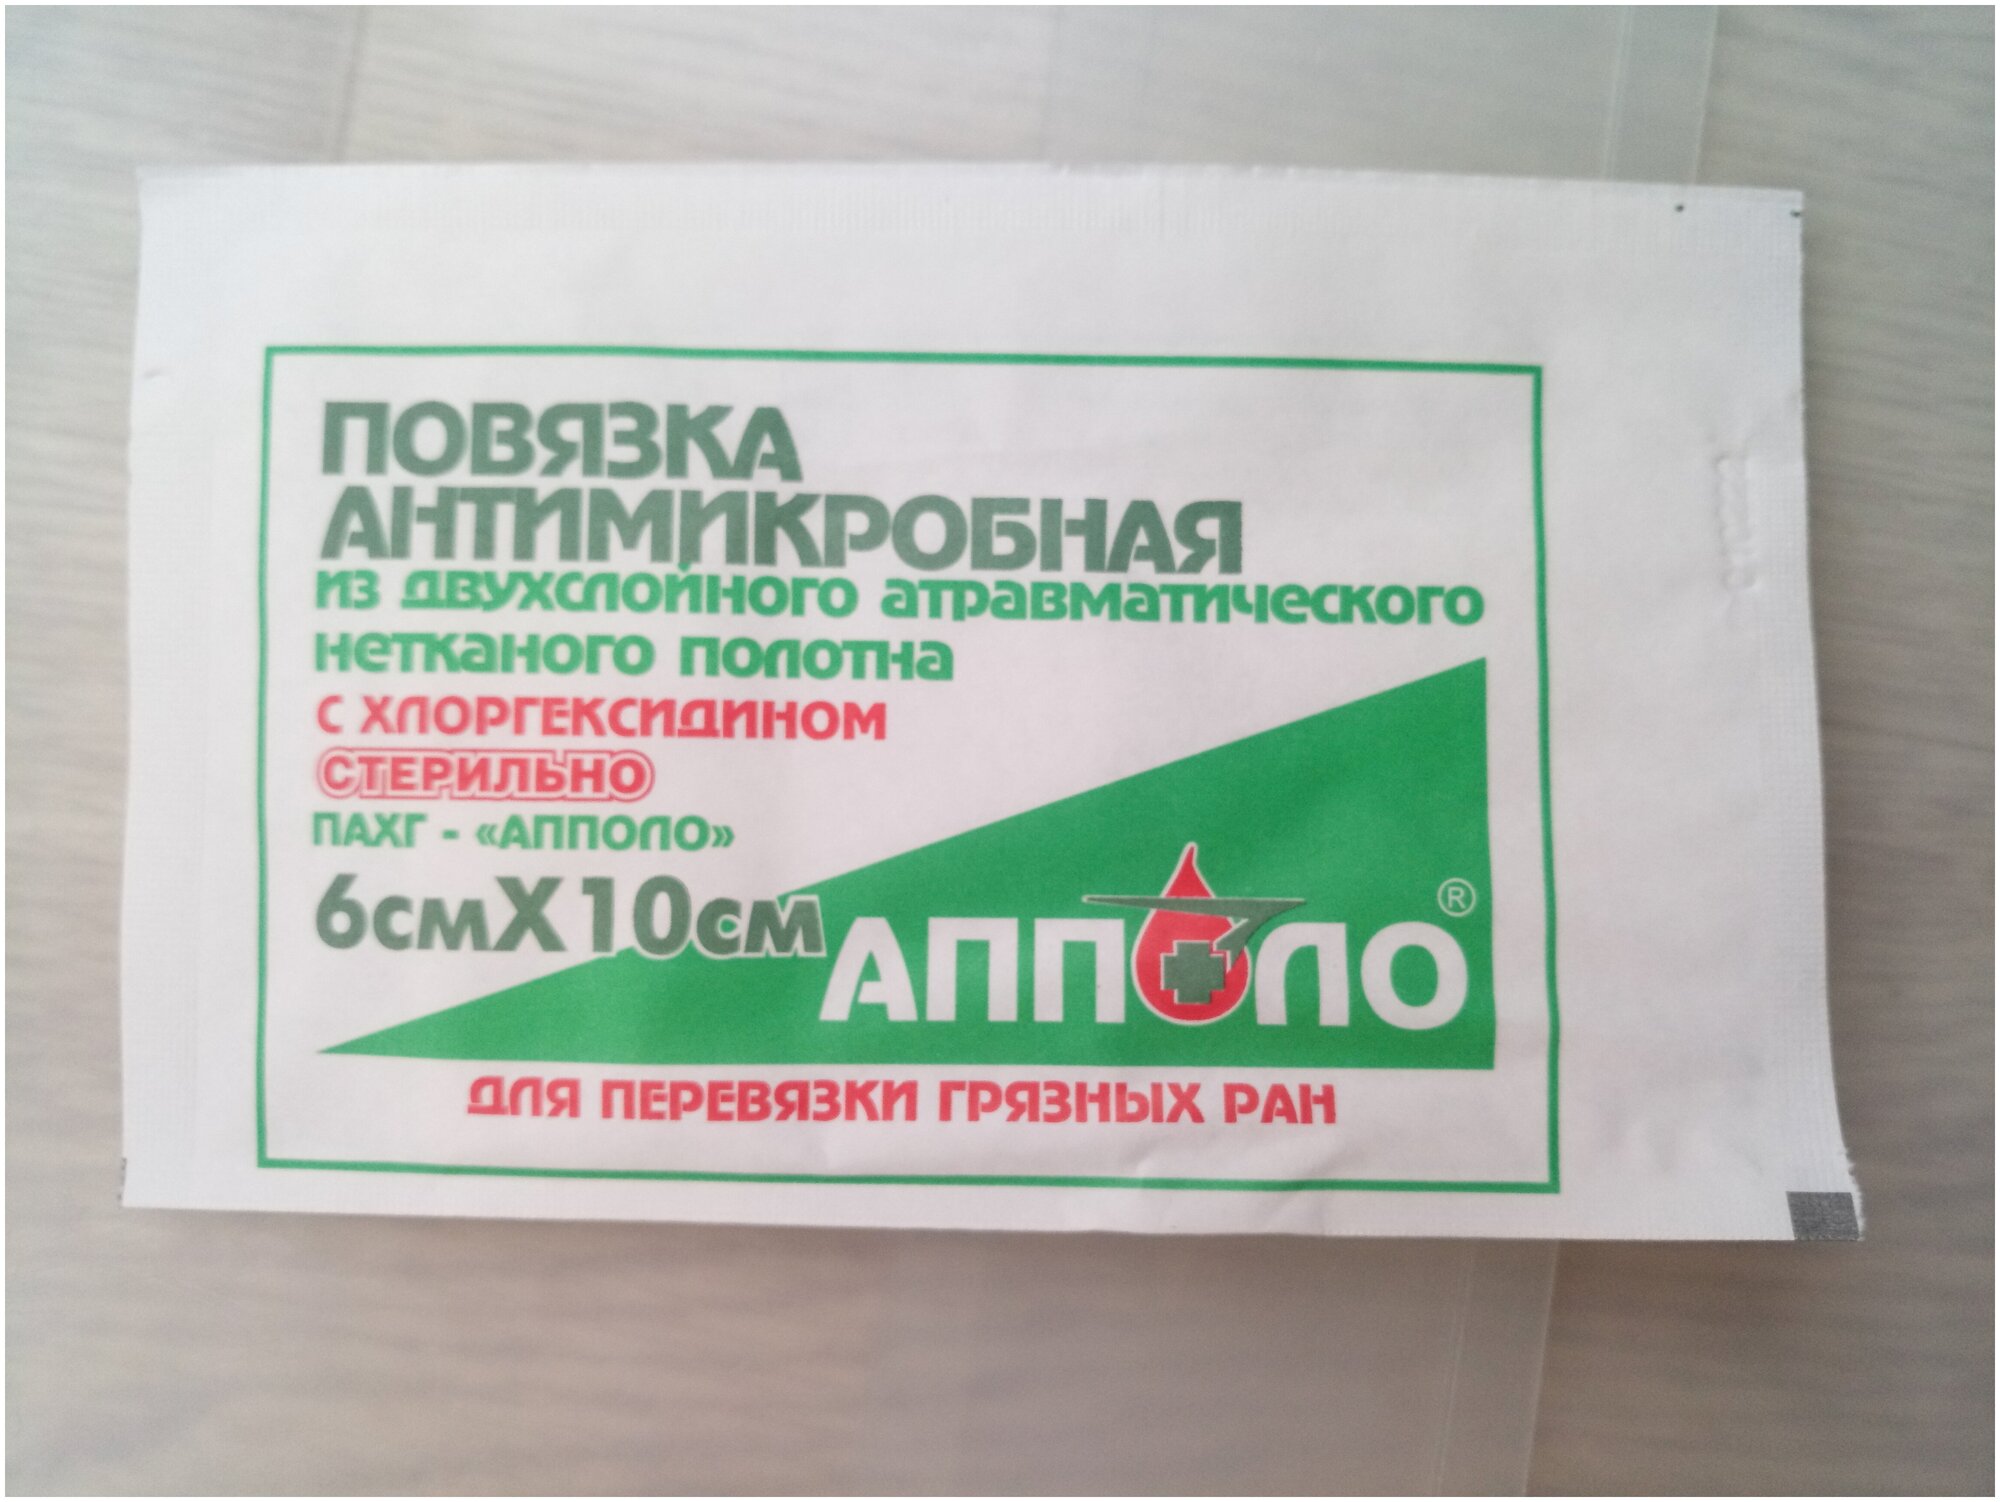 ПОВЯЗКА
АНТИМИКРОБНАЯ
из двухслойного атравматического
нетканого полотна
С ХЛОРГЕКСИДИНОМ
СТЕРИЛЬНО
ПАХГ - «АППОЛО»
6смX10см
АППОЛО®
ДЛЯ ПЕРЕВЯЗКИ ГРЯЗНЫХ РАН